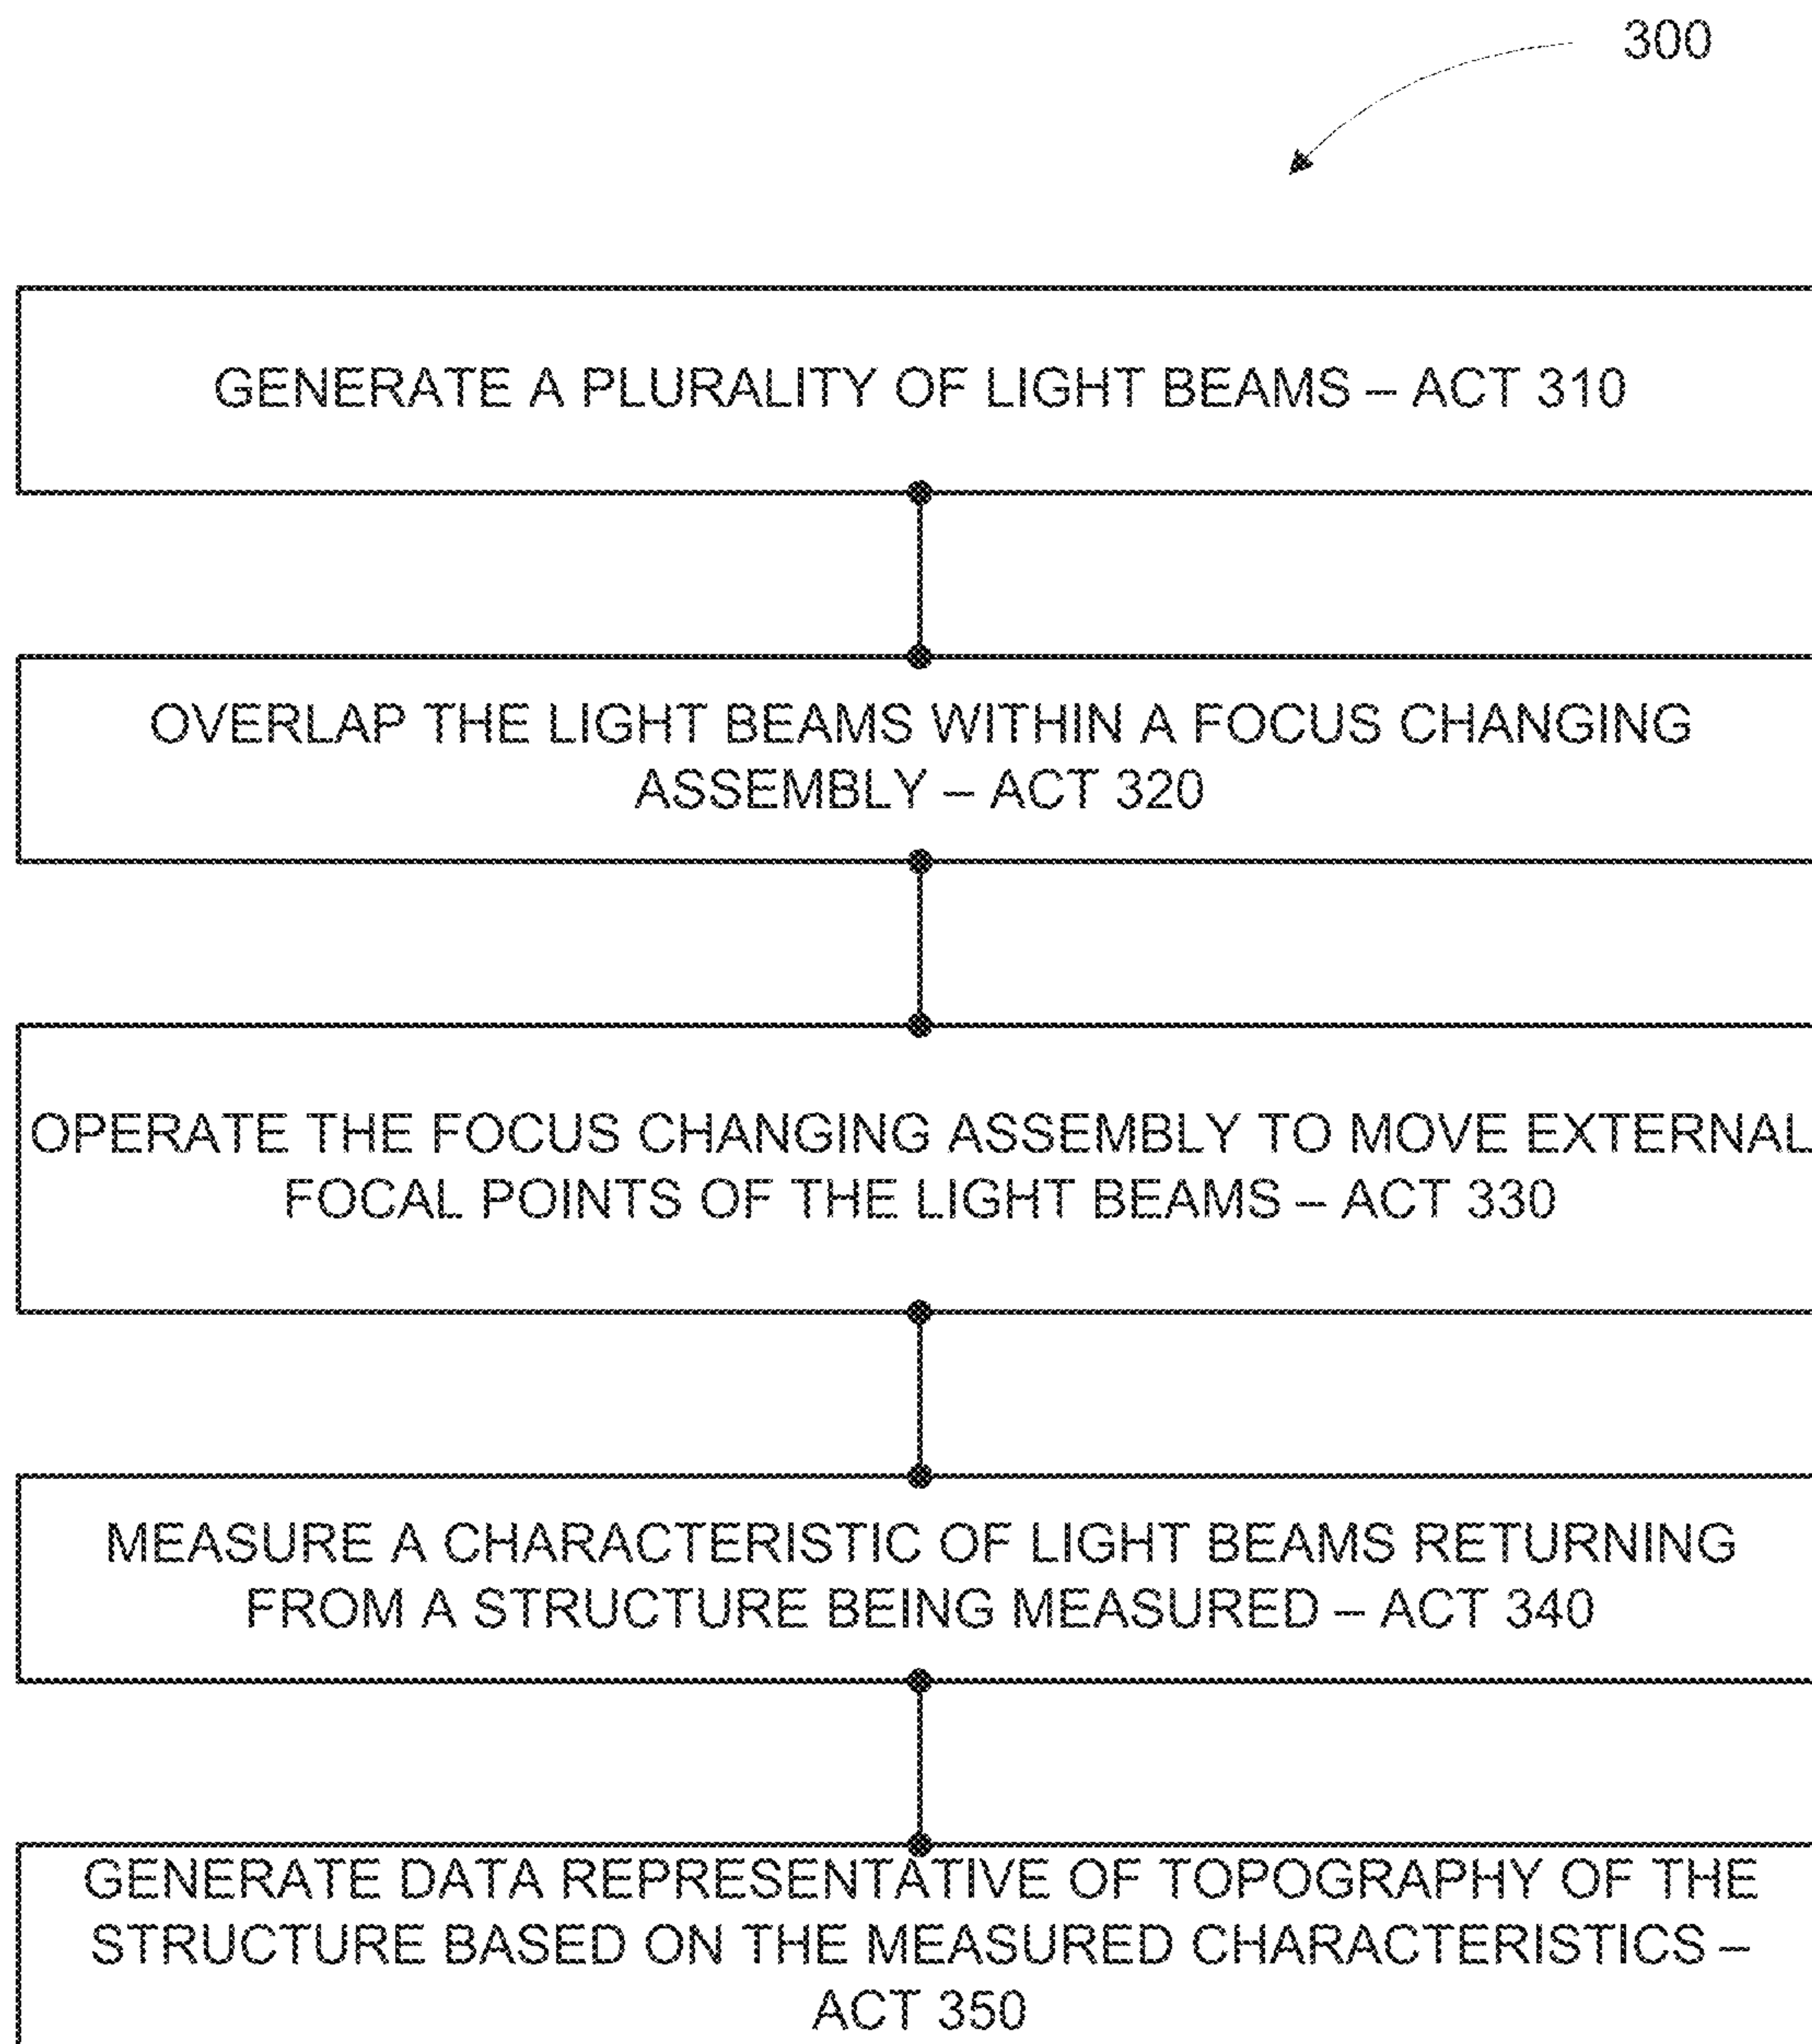 300
GENERATE A PLURALITY OF LIGHT BEAMS – ACT 310
OVERLAP THE LIGHT BEAMS WITHIN A FOCUS CHANGING
ASSEMBLY – ACT 320
OPERATE THE FOCUS CHANGING ASSEMBLY TO MOVE EXTERNAL
FOCAL POINTS OF THE LIGHT BEAMS – ACT 330
MEASURE A CHARACTERISTIC OF LIGHT BEAMS RETURNING
FROM A STRUCTURE BEING MEASURED – ACT 340
GENERATE DATA REPRESENTATIVE OF TOPOGRAPHY OF THE
STRUCTURE BASED ON THE MEASURED CHARACTERISTICS –
ACT 350